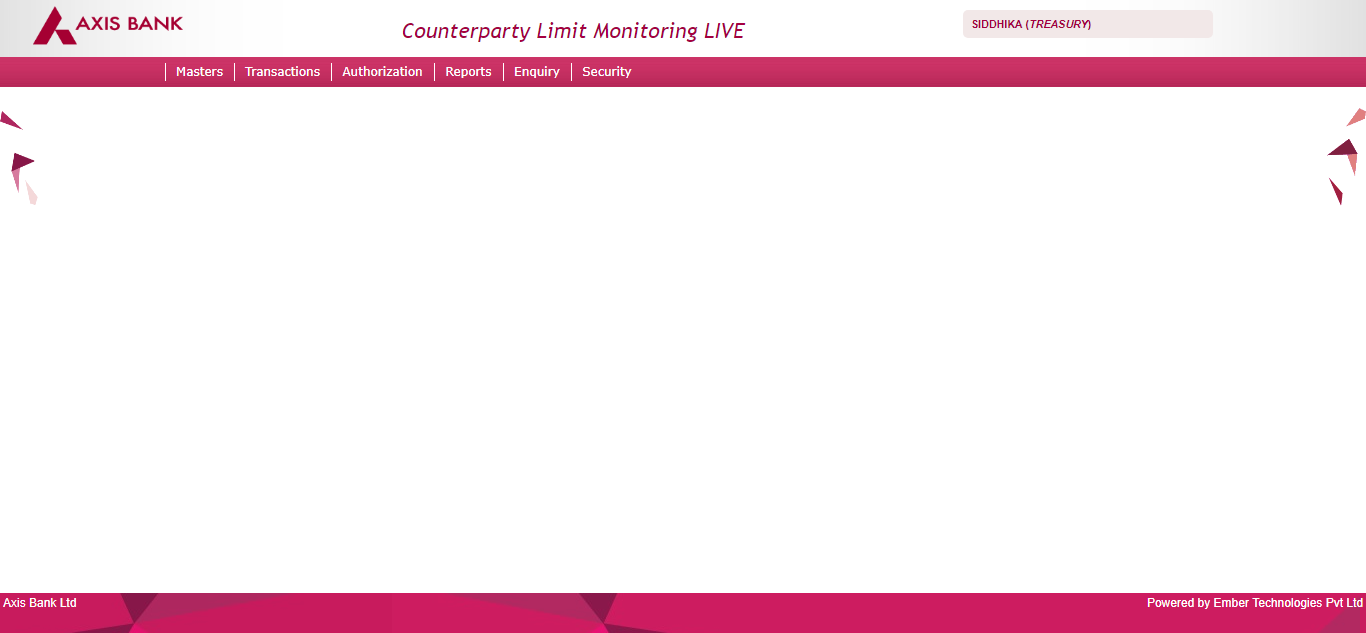 AXIS BANK
Counterparty Limit Monitoring LIVE
SIDDHIKA (TREASURY)
Masters Transactions Authorization Reports Enquiry Security
Axis Bank Ltd
Powered by Ember Technologies Pvt Ltd